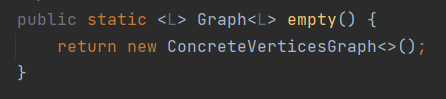 public static <L> Graph<L> empty() {
    return new ConcreteVerticesGraph<>();
}